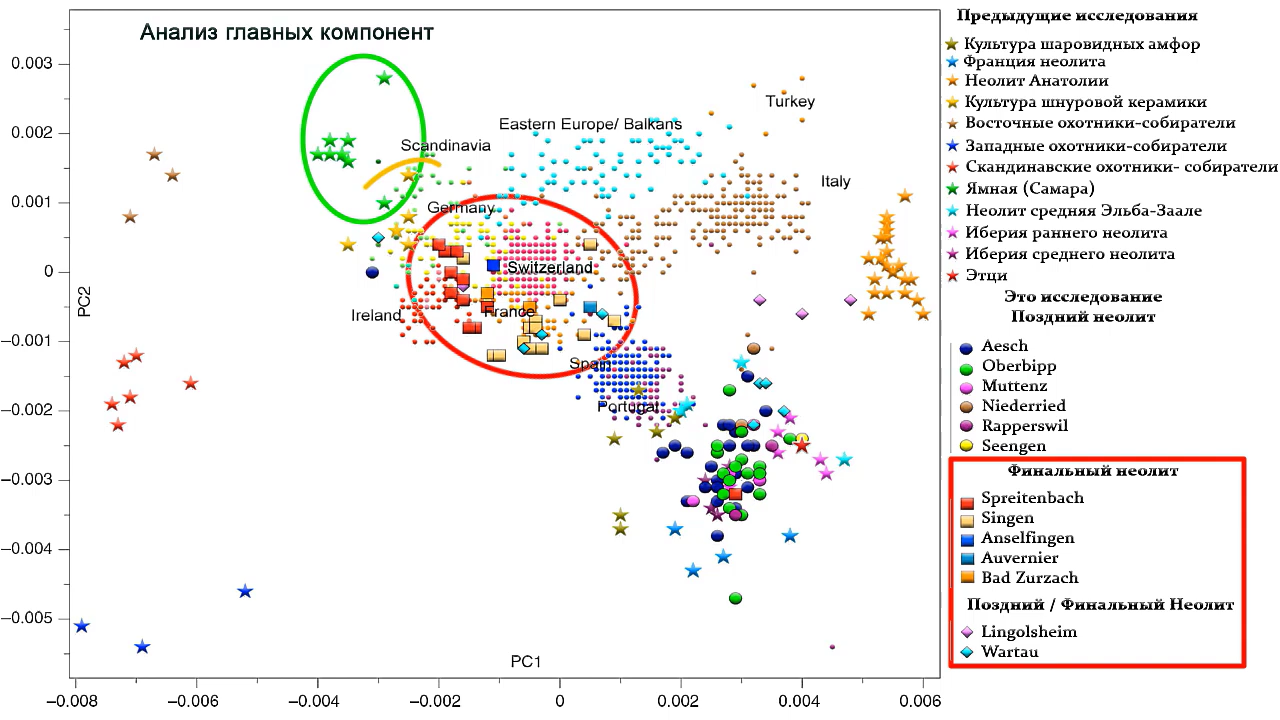 Анализ главных компонент
Turkey
Eastern Europe/ Balkans
Scandinavia
Italy
Germany
Switzerland
Ireland
France
Spain
Portugal
PC2
0.003
0.002
0.001
0
−0.001
−0.002
−0.003
−0.004
−0.005
PC1
−0.008
−0.006
−0.004
−0.002
0
0.002
0.004
0.006
Предыдущие исследования
Культура шаровидных амфор
Франция неолита
Неолит Анатолии
Культура шнуровой керамики
Восточные охотники-собиратели
Западные охотники-собиратели
Скандинавские охотники- собиратели
Ямная (Самара)
Неолит средняя Эльба-Заале
Иберия раннего неолита
Иберия среднего неолита
Этци
Это исследование
Поздний неолит
Aesch
Oberbipp
Muttenz
Niederried
Rapperswil
Seengen
Финальный неолит
Spreitenbach
Singen
Anselfingen
Auvernier
Bad Zurzach
Поздний / Финальный Неолит
Lingolsheim
Wartau